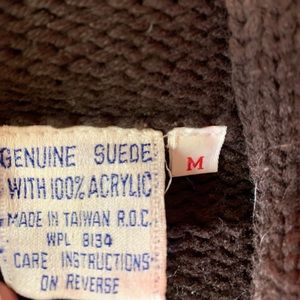 GENUINE SUEDE
WITH 100% ACRYLIC
MADE IN TAIWAN R.O.C.
WPL 8134
CARE INSTRUCTIONS
ON REVERSE
M